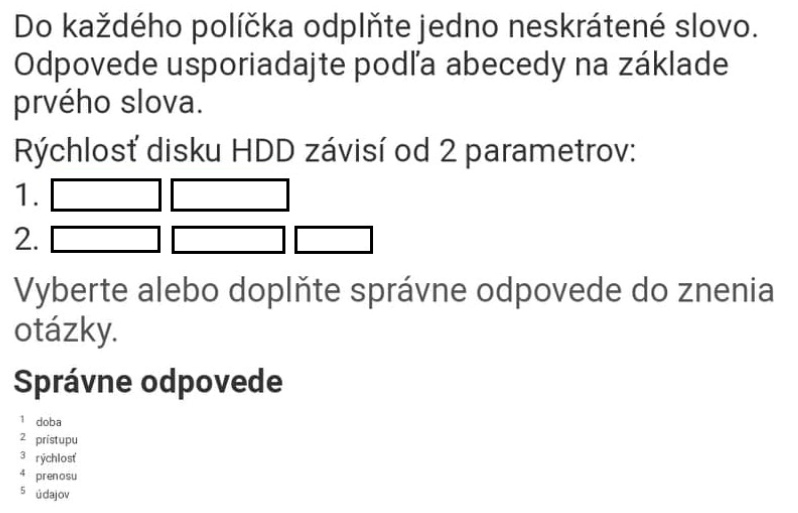 Do každého políčka odplňte jedno neskrátené slovo.
Odpovede usporiadajte podľa abecedy na základe
prvého slova.
Rýchlosť disku HDD závisí od 2 parametrov:
1.
2.
Vyberte alebo doplňte správne odpovede do znenia
otázky.
Správne odpovede
1 doba
2 prístupu
3 rýchlosť
4 prenosu
5 údajov